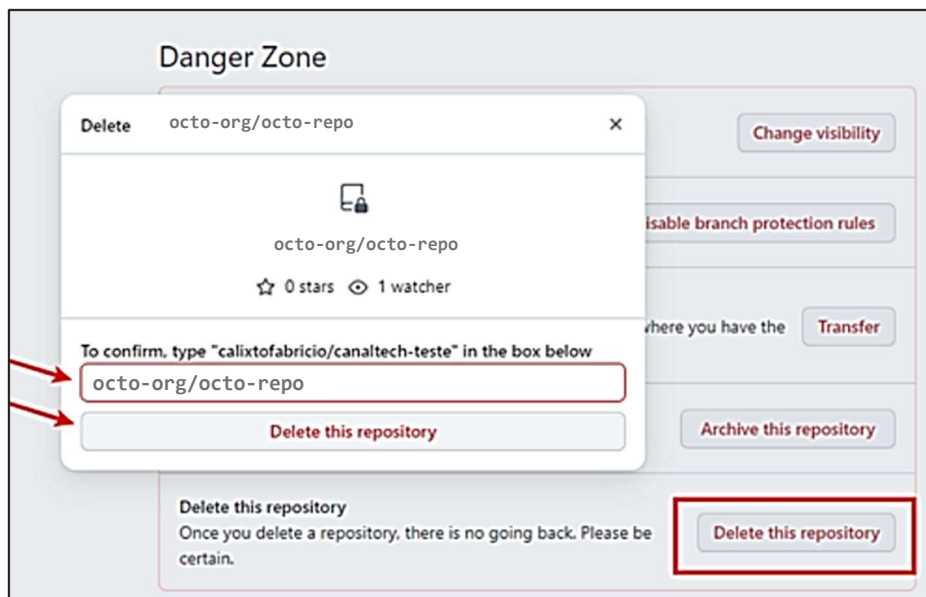 Danger Zone
Delete octo-org/octo-repo
Change visibility
octo-org/octo-repo
isable branch protection rules
0 stars 1 watcher
where you have the Transfer
To confirm, type "calixtofabricio/canaltech-teste" in the box below
octo-org/octo-repo
Delete this repository
Archive this repository
Delete this repository
Once you delete a repository, there is no going back. Please be
certain.
Delete this repository